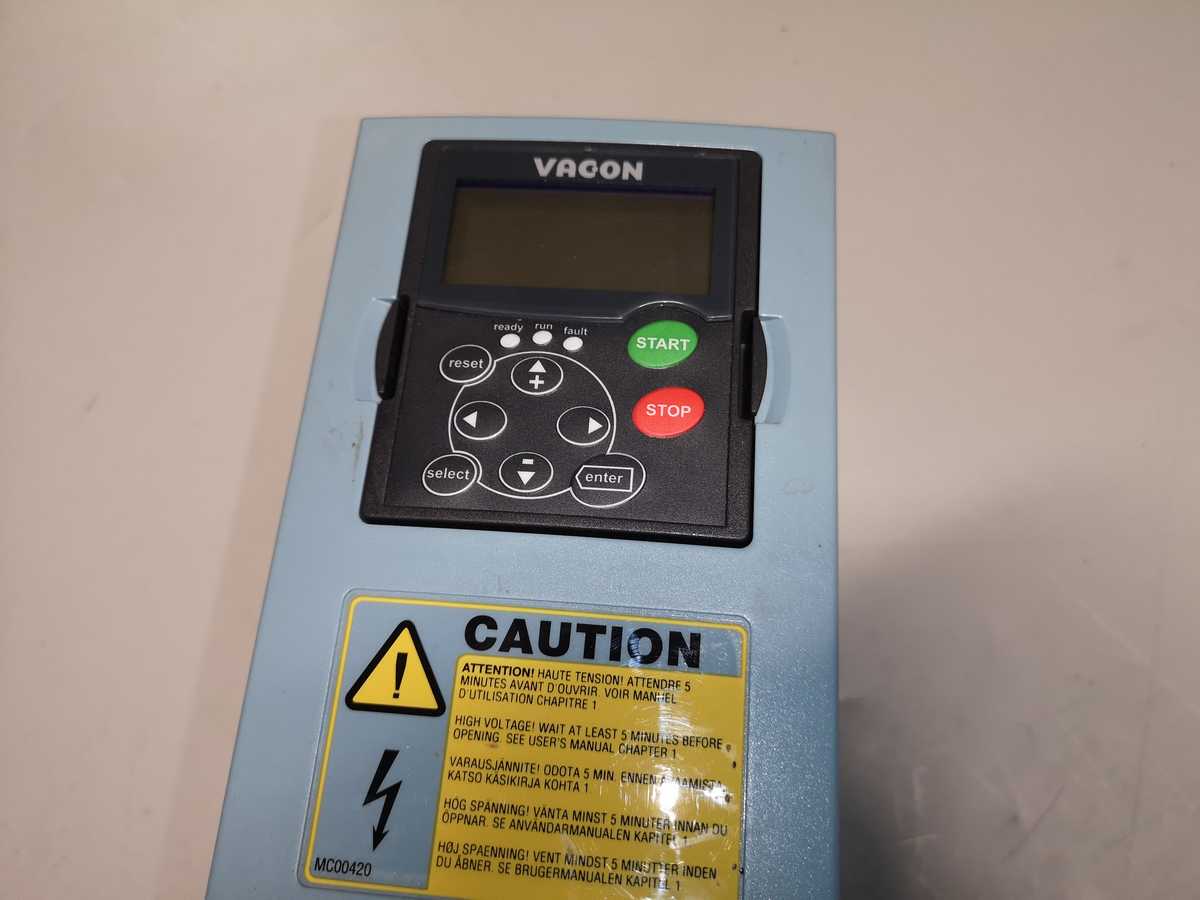 VACON
ready run fault
START
reset
+
STOP
-
select
enter
CAUTION
!
ATTENTION! HAUTE TENSION! ATTENDRE 5
MINUTES AVANT D'OUVRIR. VOIR MANUEL
D'UTILISATION CHAPITRE 1
HIGH VOLTAGE! WAIT AT LEAST 5 MINUTES BEFORE
OPENING. SEE USER'S MANUAL CHAPTER 1
VARAUSJÄNNITE! ODOTA 5 MIN. ENNEN AVAAMISTA
KATSO KÄSIKIRJA KOHTA 1
HÖG SPÄNNING! VÄNTA MINST 5 MINUTER INNAN DU
ÖPPNAR. SE ANVÄNDARMANUALEN KAPITEL 1
HØJ SPAENNING! VENT MINDST 5 MINUTTER INDEN
DU ÅBNER. SE BRUGERMANUALEN KAPITEL 1
MC00420